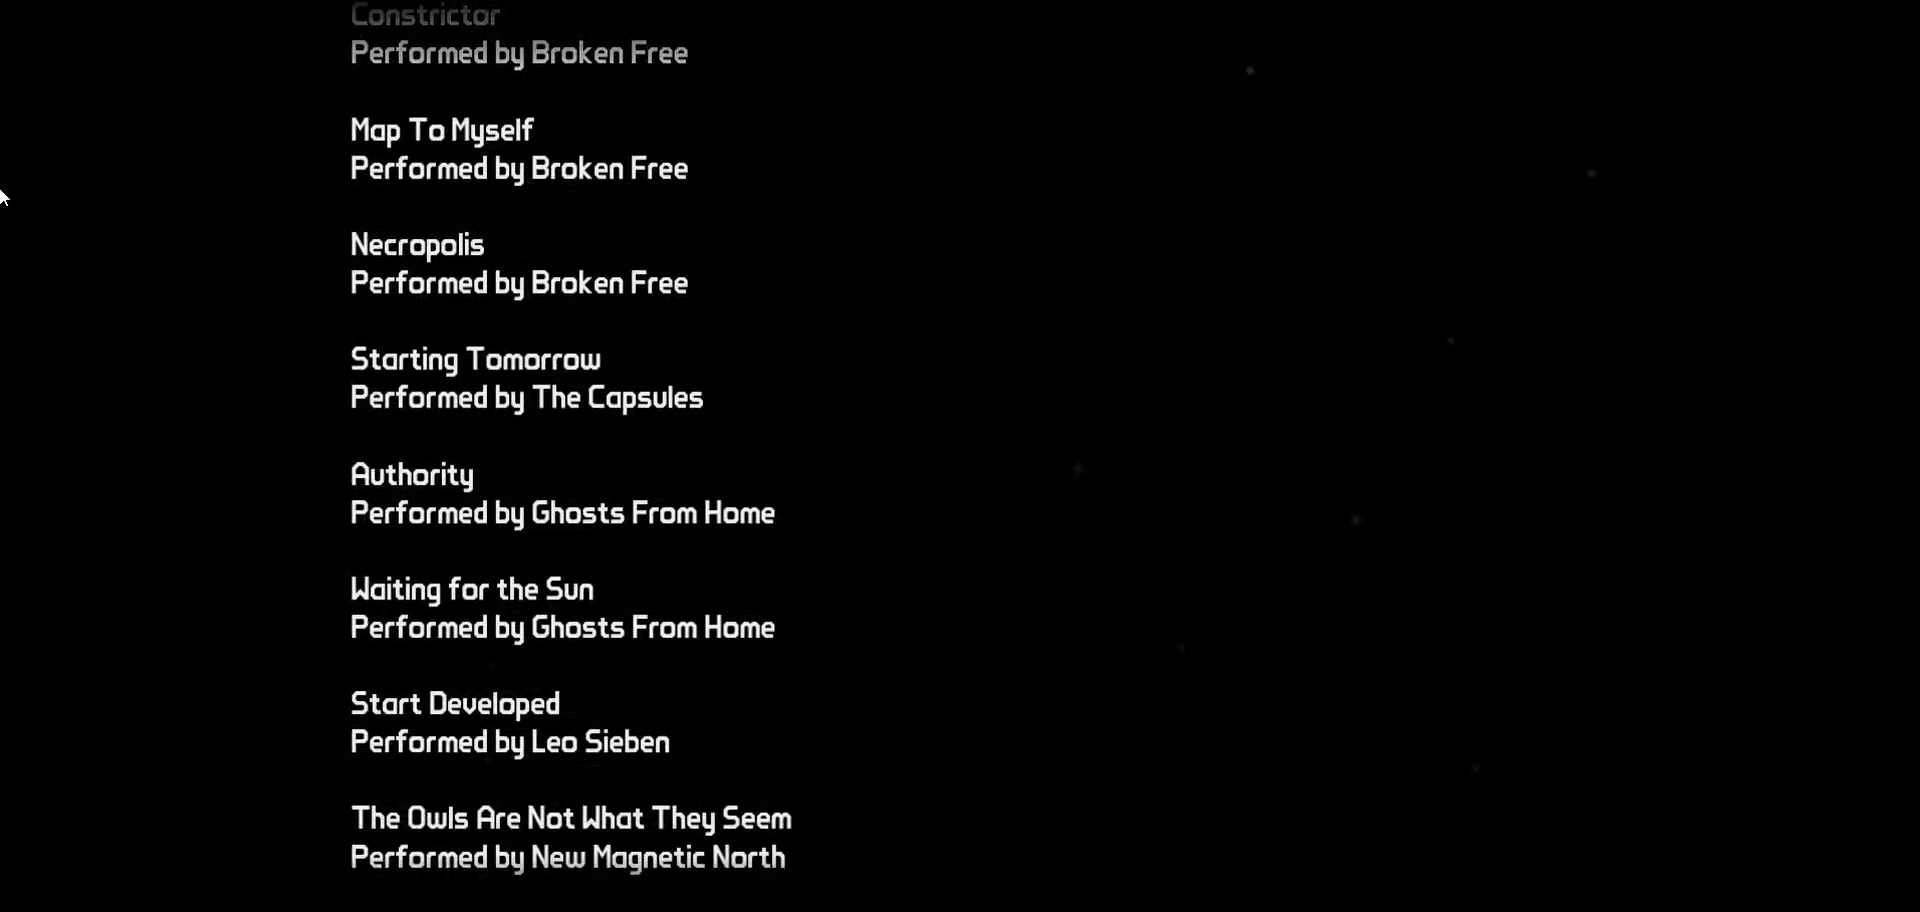 Constrictor
Performed by Broken Free
Map To Myself
Performed by Broken Free
Necropolis
Performed by Broken Free
Starting Tomorrow
Performed by The Capsules
Authority
Performed by Ghosts From Home
Waiting for the Sun
Performed by Ghosts From Home
Start Developed
Performed by Leo Sieben
The Owls Are Not What They Seem
Performed by New Magnetic North